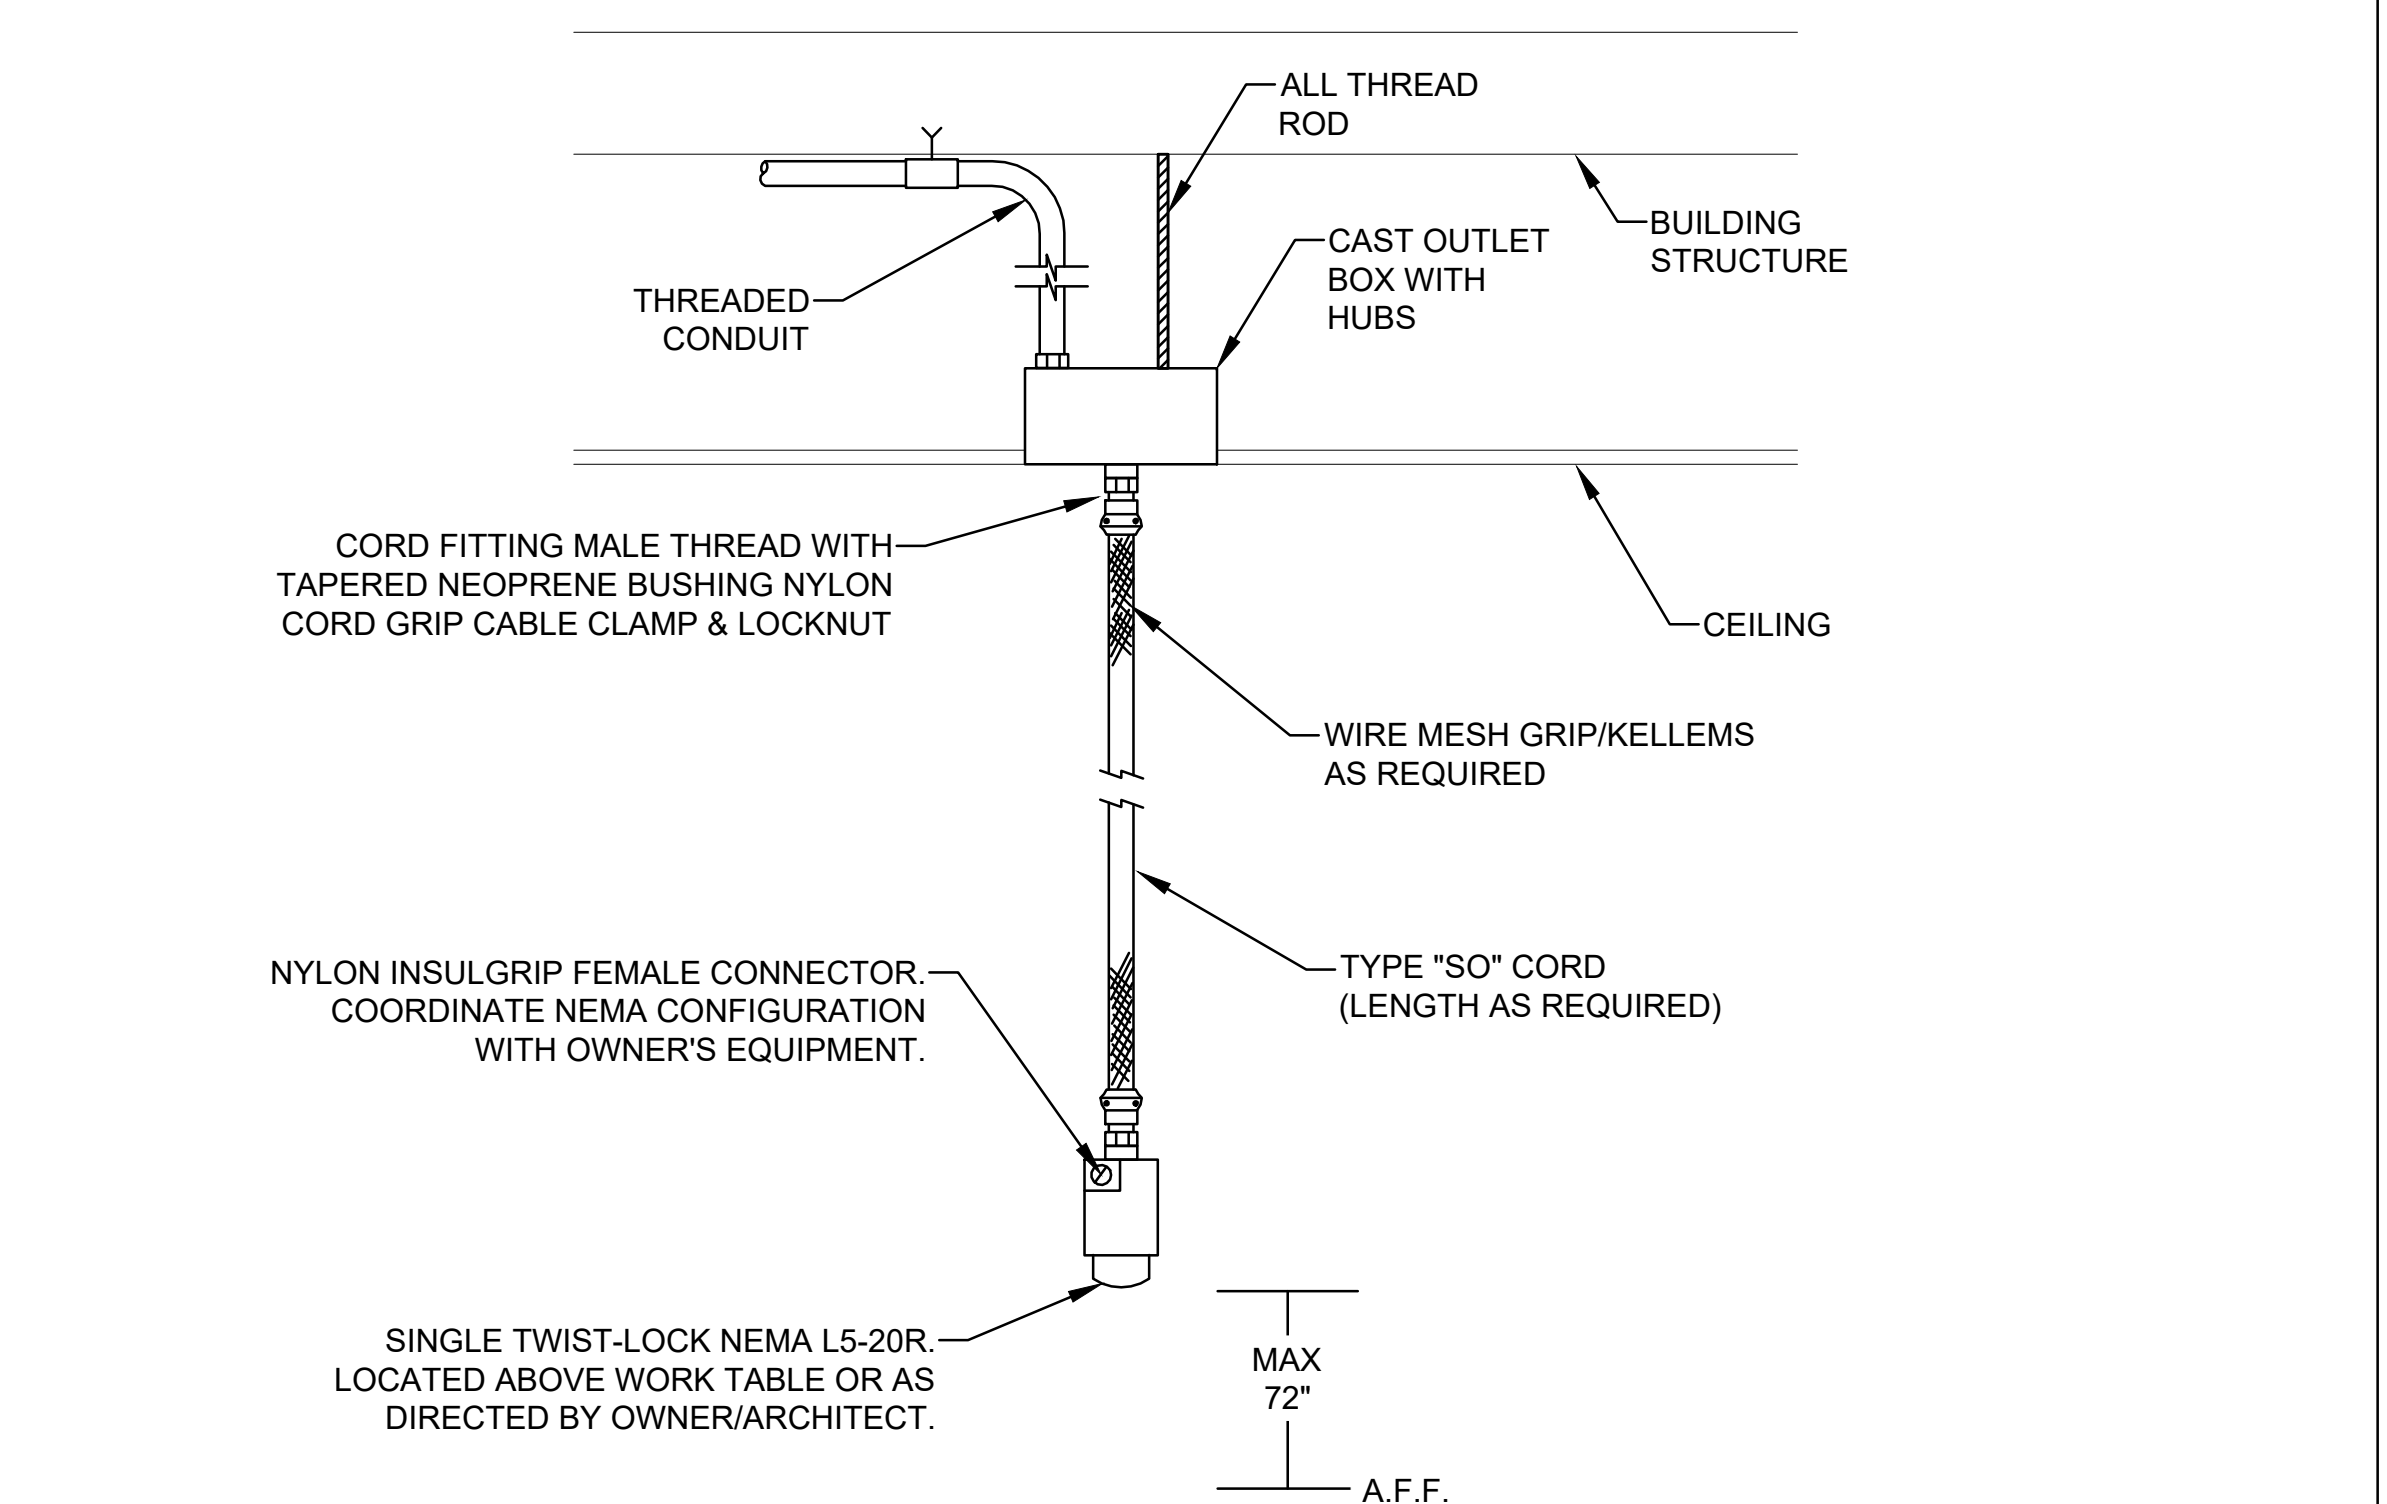 ALL THREAD
ROD
BUILDING
STRUCTURE
CAST OUTLET
BOX WITH
HUBS
THREADED
CONDUIT
CORD FITTING MALE THREAD WITH
TAPERED NEOPRENE BUSHING NYLON
CORD GRIP CABLE CLAMP & LOCKNUT
CEILING
WIRE MESH GRIP/KELLEMS
AS REQUIRED
NYLON INSULGRIP FEMALE CONNECTOR.
COORDINATE NEMA CONFIGURATION
WITH OWNER'S EQUIPMENT.
TYPE "SO" CORD
(LENGTH AS REQUIRED)
SINGLE TWIST-LOCK NEMA L5-20R.
LOCATED ABOVE WORK TABLE OR AS
DIRECTED BY OWNER/ARCHITECT.
MAX
72"
A.F.F.